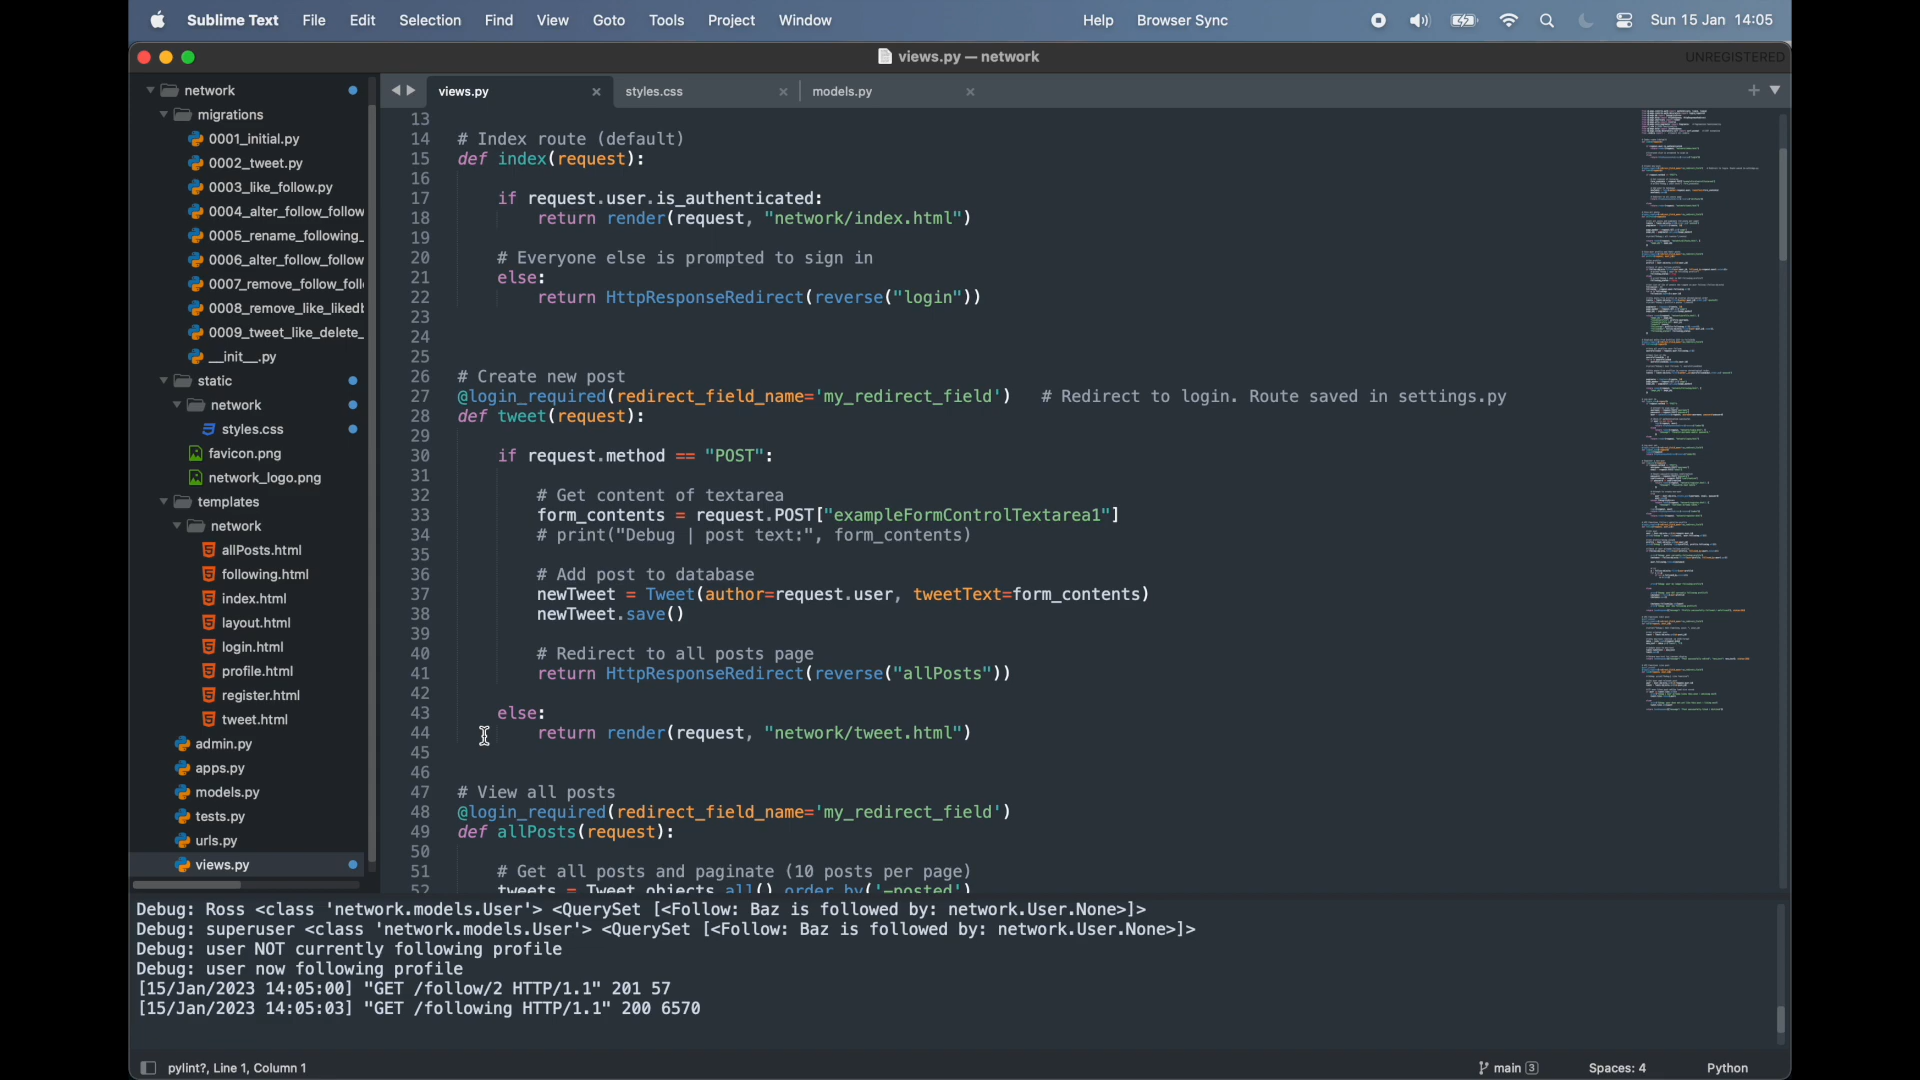 Sublime Text File Edit Selection Find View Goto Tools Project Window Help Browser Sync Sun 15 Jan 14:05
views.py — network
UNREGISTERED
network
migrations
0001_initial.py
0002_tweet.py
0003_like_follow.py
0004_alter_follow_follow
0005_rename_following_
0006_alter_follow_follow
0007_remove_follow_foll
0008_remove_like_liked
0009_tweet_like_delete_
__init__.py
static
network
styles.css
favicon.png
network_logo.png
templates
network
allPosts.html
following.html
index.html
layout.html
login.html
profile.html
register.html
tweet.html
admin.py
apps.py
models.py
tests.py
urls.py
views.py
views.py styles.css models.py
13
14 # Index route (default)
15 def index(request):
16
17 if request.user.is_authenticated:
18 return render(request, "network/index.html")
19
20 # Everyone else is prompted to sign in
21 else:
22 return HttpResponseRedirect(reverse("login"))
23
24
25
26 # Create new post
27 @login_required(redirect_field_name='my_redirect_field') # Redirect to login. Route saved in settings.py
28 def tweet(request):
29
30 if request.method == "POST":
31
32 # Get content of textarea
33 form_contents = request.POST["exampleFormControlTextarea1"]
34 # print("Debug | post text:", form_contents)
35
36 # Add post to database
37 newTweet = Tweet(author=request.user, tweetText=form_contents)
38 newTweet.save()
39
40 # Redirect to all posts page
41 return HttpResponseRedirect(reverse("allPosts"))
42
43 else:
44 return render(request, "network/tweet.html")
45
46
47 # View all posts
48 @login_required(redirect_field_name='my_redirect_field')
49 def allPosts(request):
50
51 # Get all posts and paginate (10 posts per page)
52 tweets = Tweet.objects.all().order_by('-posted')
Debug: Ross <class 'network.models.User'> <QuerySet [<Follow: Baz is followed by: network.User.None>]>
Debug: superuser <class 'network.models.User'> <QuerySet [<Follow: Baz is followed by: network.User.None>]>
Debug: user NOT currently following profile
Debug: user now following profile
[15/Jan/2023 14:05:00] "GET /follow/2 HTTP/1.1" 201 57
[15/Jan/2023 14:05:03] "GET /following HTTP/1.1" 200 6570
pylint?, Line 1, Column 1 main 3 Spaces: 4 Python